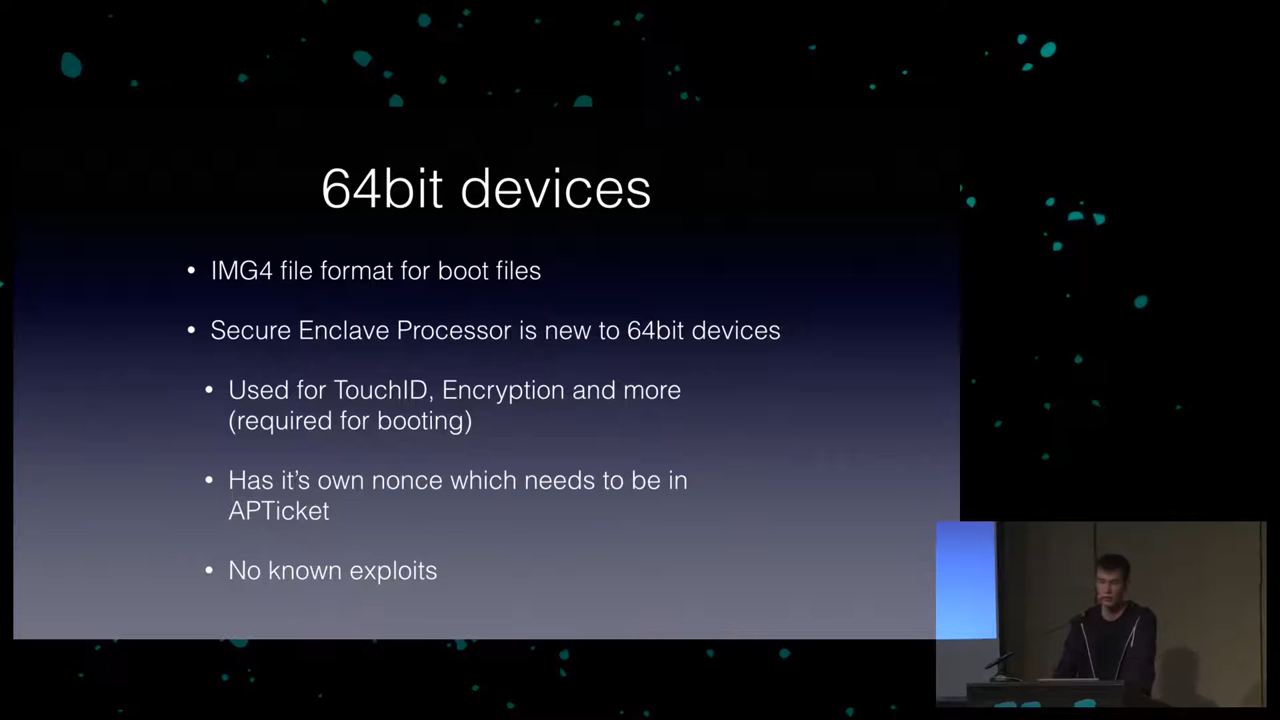 64bit devices
• IMG4 file format for boot files
• Secure Enclave Processor is new to 64bit devices
• Used for TouchID, Encryption and more
(required for booting)
• Has it’s own nonce which needs to be in
APTicket
• No known exploits